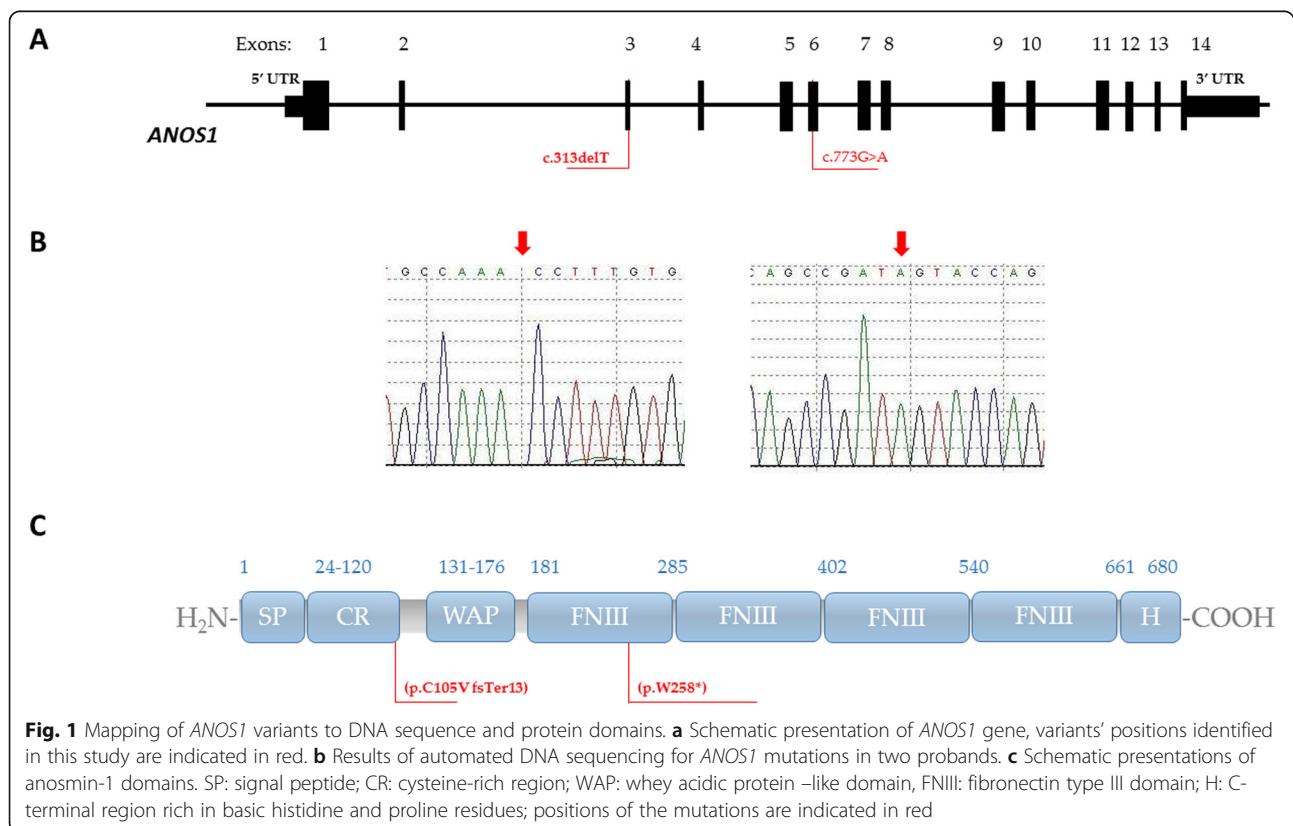 A
Exons: 1 2 3 4 5 6 7 8 9 10 11 12 13 14
5' UTR
3' UTR
ANOS1
c.313delT
c.773G>A
B
T G C C A A A C C T T T G T G
C A G C C G A T A G T A C C A G
C
1 24-120 131-176 181 285 402 540 661 680
H₂N- SP CR WAP FNIII FNIII FNIII FNIII H -COOH
(p.C105V fsTer13)
(p.W258*)
Fig. 1 Mapping of ANOS1 variants to DNA sequence and protein domains. a Schematic presentation of ANOS1 gene, variants' positions identified
in this study are indicated in red. b Results of automated DNA sequencing for ANOS1 mutations in two probands. c Schematic presentations of
anosmin-1 domains. SP: signal peptide; CR: cysteine-rich region; WAP: whey acidic protein –like domain, FNIII: fibronectin type III domain; H: C-
terminal region rich in basic histidine and proline residues; positions of the mutations are indicated in red